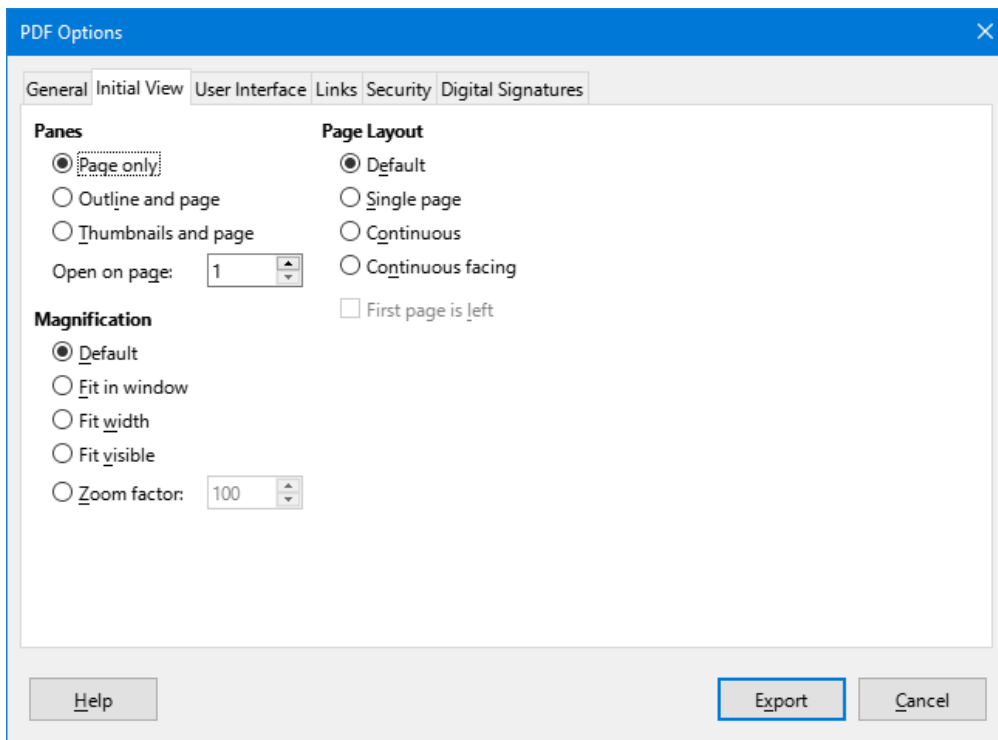 PDF Options
General Initial View User Interface Links Security Digital Signatures
Panes
Page only
Outline and page
Thumbnails and page
Open on page: 1
Magnification
Default
Fit in window
Fit width
Fit visible
Zoom factor: 100
Page Layout
Default
Single page
Continuous
Continuous facing
First page is left
Help
Export
Cancel